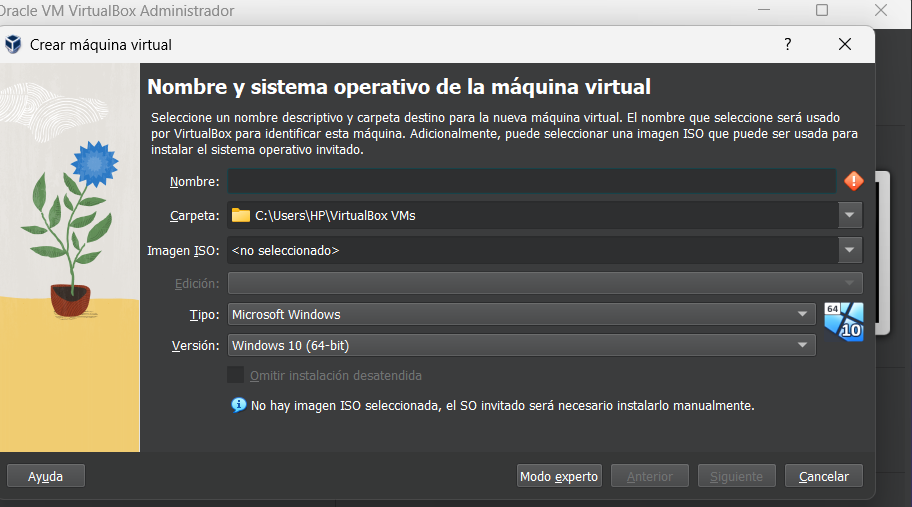 Oracle VM VirtualBox Administrador
Crear máquina virtual
?
Nombre y sistema operativo de la máquina virtual
Seleccione un nombre descriptivo y carpeta destino para la nueva máquina virtual. El nombre que seleccione será usado
por VirtualBox para identificar esta máquina. Adicionalmente, puede seleccionar una imagen ISO que puede ser usada para
instalar el sistema operativo invitado.
Nombre:
Carpeta: C:\Users\HP\VirtualBox VMs
Imagen ISO: <no seleccionado>
Edición:
Tipo: Microsoft Windows
64
10
Versión: Windows 10 (64-bit)
Omitir instalación desatendida
No hay imagen ISO seleccionada, el SO invitado será necesario instalarlo manualmente.
Ayuda Modo experto Anterior Siguiente Cancelar